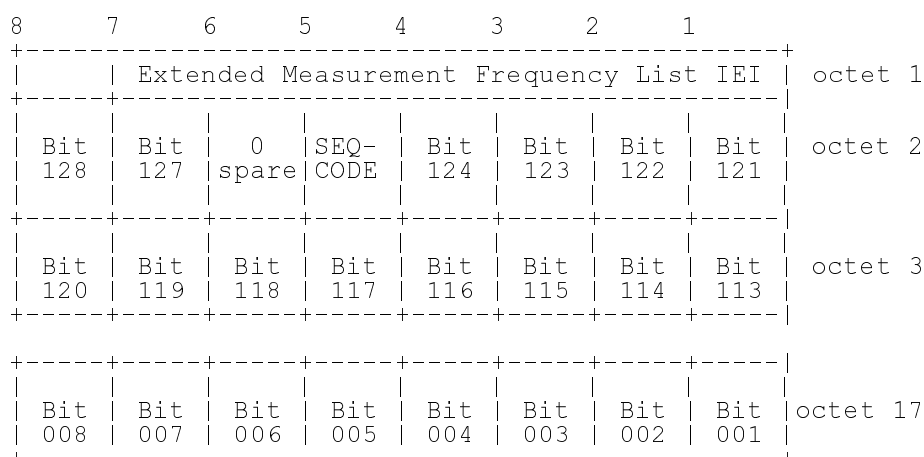 8 7 6 5 4 3 2 1
Extended Measurement Frequency List IEI octet 1
Bit Bit 0 SEQ- Bit Bit Bit Bit octet 2
128 127 spare CODE 124 123 122 121
Bit Bit Bit Bit Bit Bit Bit Bit octet 3
120 119 118 117 116 115 114 113
Bit Bit Bit Bit Bit Bit Bit Bit octet 17
008 007 006 005 004 003 002 001